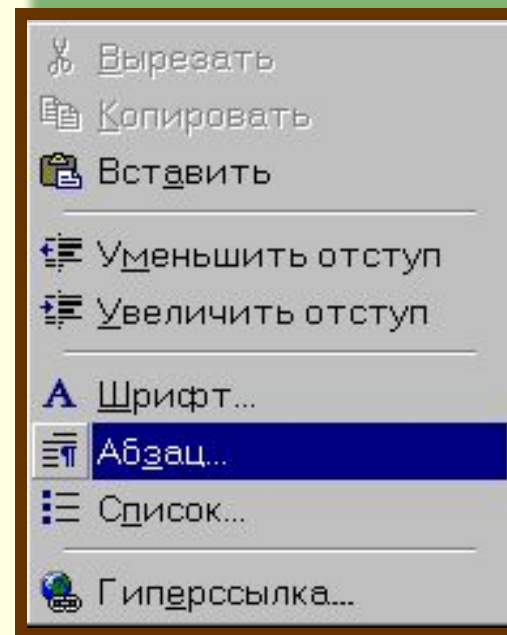 Вырезать
Копировать
Вставить
Уменьшить отступ
Увеличить отступ
Шрифт...
Абзац...
Список...
Гиперссылка...